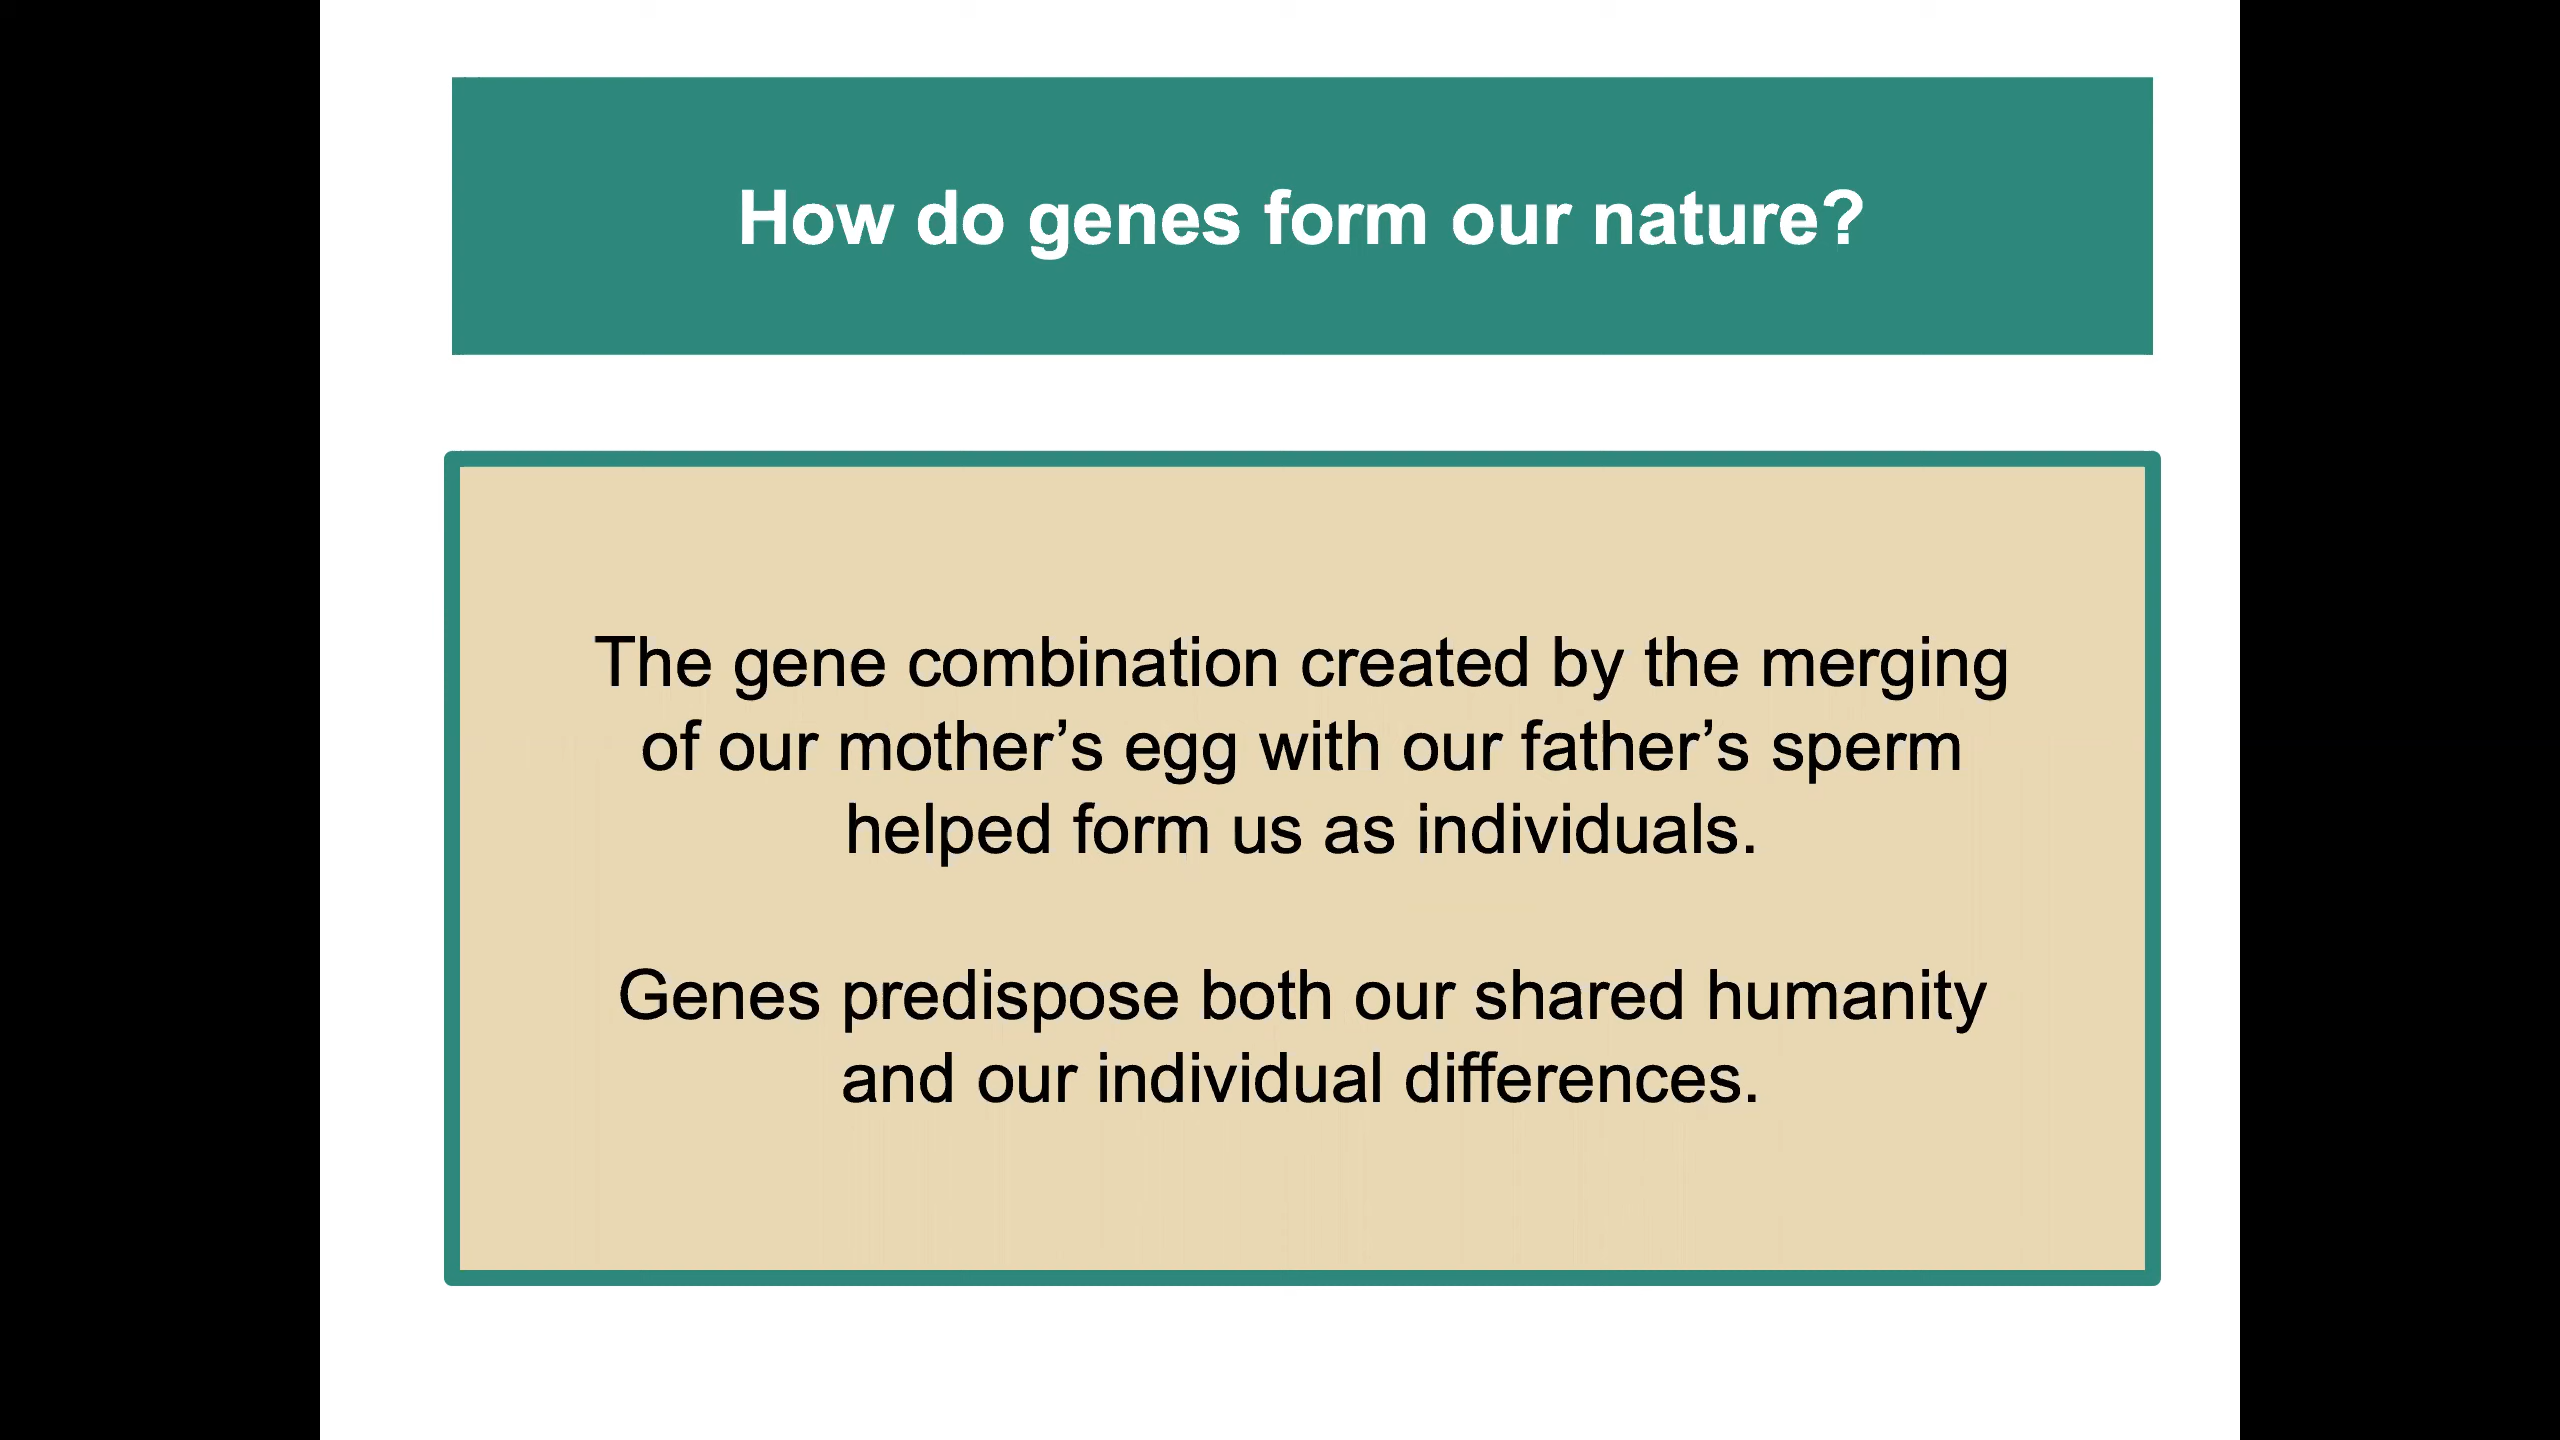 How do genes form our nature?
The gene combination created by the merging
of our mother’s egg with our father’s sperm
helped form us as individuals.
Genes predispose both our shared humanity
and our individual differences.